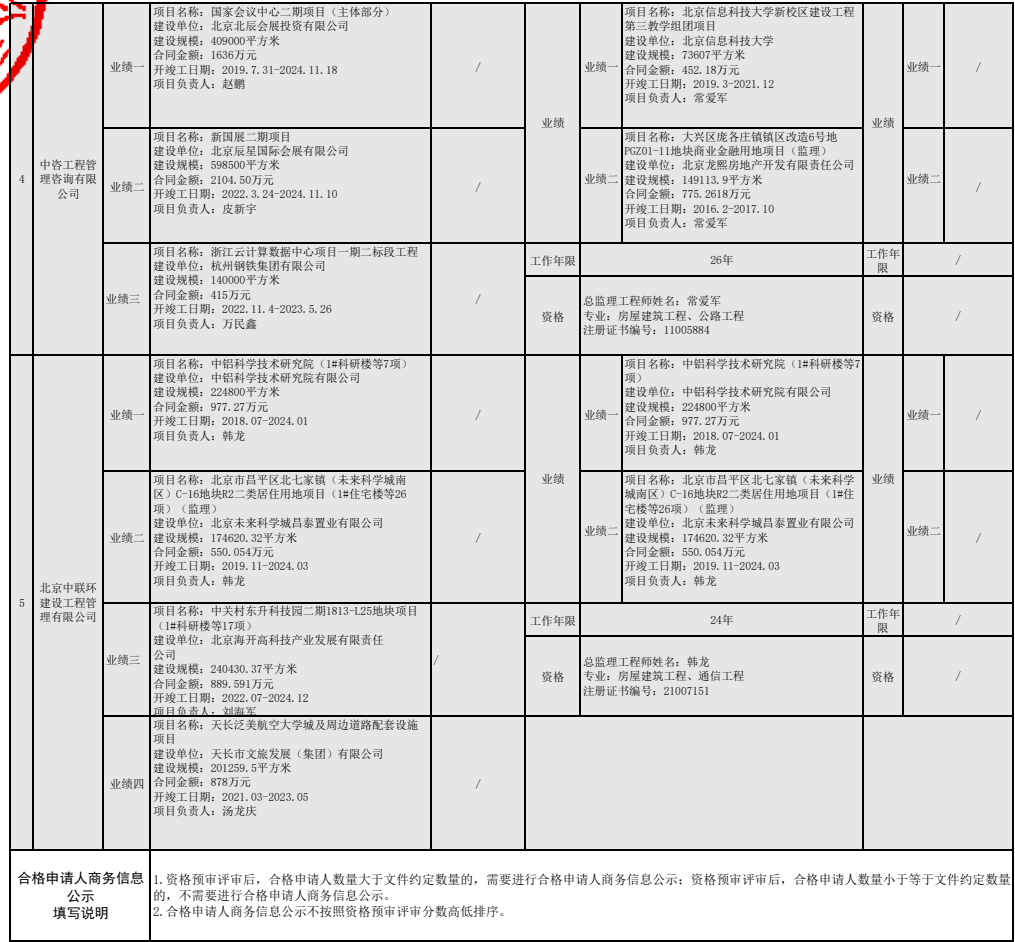 4
中咨工程管
理咨询有限
公司
业绩一
项目名称: 国家会议中心二期项目（主体部分）
建设单位: 北京北辰会展投资有限公司
建设规模: 409000平方米
合同金额: 1636万元
开竣工日期: 2019.7.31-2024.11.18
项目负责人: 赵鹏
/
业绩
业绩一
项目名称: 北京信息科技大学新校区建设工程
第三教学组团项目
建设单位: 北京信息科技大学
建设规模: 73607平方米
合同金额: 452.18万元
开竣工日期: 2019.3-2021.12
项目负责人: 常爱军
业绩
业绩一
/
业绩二
项目名称: 新国展二期项目
建设单位: 北京辰星国际会展有限公司
建设规模: 598500平方米
合同金额: 2104.50万元
开竣工日期: 2022.3.24-2024.11.10
项目负责人: 皮新宇
/
业绩二
项目名称: 大兴区庞各庄镇镇区改造6号地
PGZ01-11地块商业金融用地项目（监理）
建设单位: 北京龙熙房地产开发有限责任公司
建设规模: 149113.9平方米
合同金额: 775.2618万元
开竣工日期: 2016.2-2017.10
项目负责人: 常爱军
业绩二
/
业绩三
项目名称: 浙江云计算数据中心项目一期二标段工程
建设单位: 杭州钢铁集团有限公司
建设规模: 140000平方米
合同金额: 415万元
开竣工日期: 2022.11.4-2023.5.26
项目负责人: 万民鑫
/
工作年限
26年
工作年
限
/
资格
总监理工程师姓名: 常爱军
专业: 房屋建筑工程、公路工程
注册证书编号: 11005884
资格
/
5
北京中联环
建设工程管
理有限公司
业绩一
项目名称: 中铝科学技术研究院（1#科研楼等7项）
建设单位: 中铝科学技术研究院有限公司
建设规模: 224800平方米
合同金额: 977.27万元
开竣工日期: 2018.07-2024.01
项目负责人: 韩龙
/
业绩
业绩一
项目名称: 中铝科学技术研究院（1#科研楼等7
项）
建设单位: 中铝科学技术研究院有限公司
建设规模: 224800平方米
合同金额: 977.27万元
开竣工日期: 2018.07-2024.01
项目负责人: 韩龙
业绩
业绩一
/
业绩二
项目名称: 北京市昌平区北七家镇（未来科学城南
区）C-16地块R2二类居住用地项目（1#住宅楼等26
项）（监理）
建设单位: 北京未来科学城昌泰置业有限公司
建设规模: 174620.32平方米
合同金额: 550.054万元
开竣工日期: 2019.11-2024.03
项目负责人: 韩龙
/
业绩二
项目名称: 北京市昌平区北七家镇（未来科学
城南区）C-16地块R2二类居住用地项目（1#住
宅楼等26项）（监理）
建设单位: 北京未来科学城昌泰置业有限公司
建设规模: 174620.32平方米
合同金额: 550.054万元
开竣工日期: 2019.11-2024.03
项目负责人: 韩龙
业绩二
/
业绩三
项目名称: 中关村东升科技园二期1813-L25地块项目
（1#科研楼等17项）
建设单位: 北京海开高科技产业发展有限责任
公司
建设规模: 240430.37平方米
合同金额: 889.591万元
开竣工日期: 2022.07-2024.12
项目负责人: 刘海军
/
工作年限
24年
工作年
限
/
资格
总监理工程师姓名: 韩龙
专业: 房屋建筑工程、通信工程
注册证书编号: 21007151
资格
/
业绩四
项目名称: 天长泛美航空大学城及周边道路配套设施
项目
建设单位: 天长市文旅发展（集团）有限公司
建设规模: 201259.5平方米
合同金额: 878万元
开竣工日期: 2021.03-2023.05
项目负责人: 汤龙庆
/
合格申请人商务信息
公示
填写说明
1.资格预审评审后，合格申请人数量大于文件约定数量的，需要进行合格申请人商务信息公示；资格预审评审后，合格申请人数量小于等于文件约定数量
的，不需要进行合格申请人商务信息公示。
2.合格申请人商务信息公示不按照资格预审评审分数高低排序。